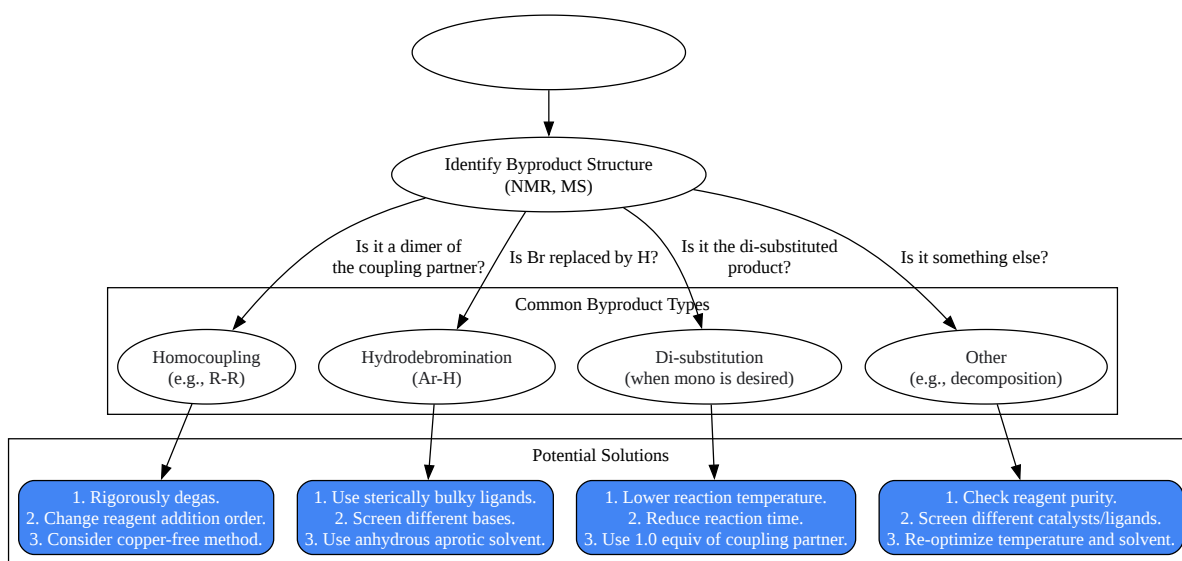 Identify Byproduct Structure
(NMR, MS)
Is it a dimer of
the coupling partner?
Is Br replaced by H?
Is it the di-substituted
product?
Is it something else?
Common Byproduct Types
Homocoupling
(e.g., R-R)
Hydrodebromination
(Ar-H)
Di-substitution
(when mono is desired)
Other
(e.g., decomposition)
Potential Solutions
1. Rigorously degas.
2. Change reagent addition order.
3. Consider copper-free method.
1. Use sterically bulky ligands.
2. Screen different bases.
3. Use anhydrous aprotic solvent.
1. Lower reaction temperature.
2. Reduce reaction time.
3. Use 1.0 equiv of coupling partner.
1. Check reagent purity.
2. Screen different catalysts/ligands.
3. Re-optimize temperature and solvent.